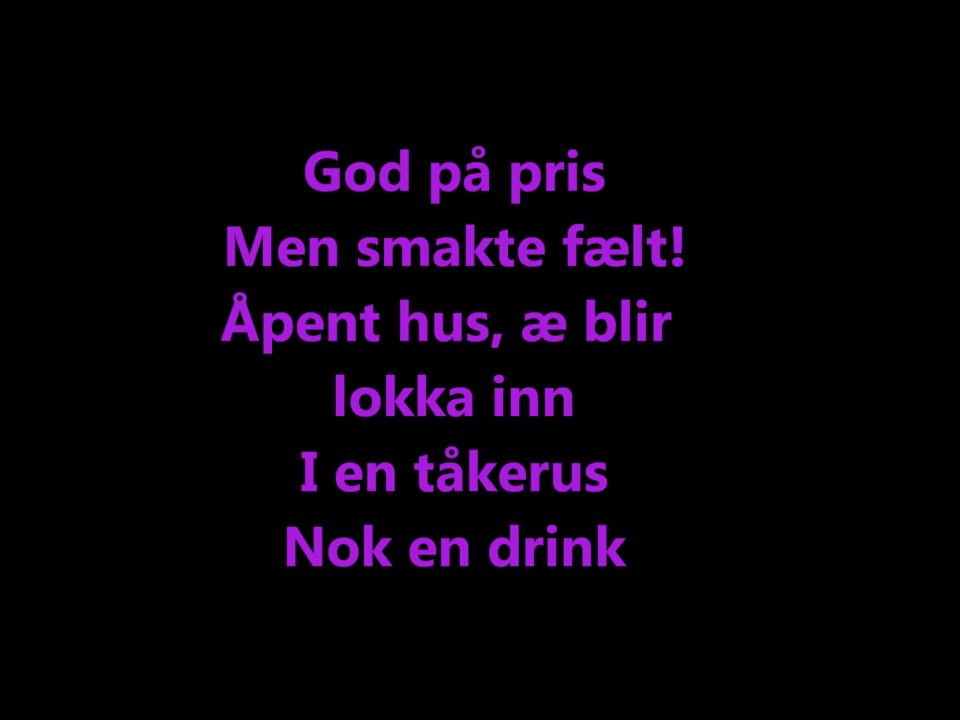 God på pris
Men smakte fælt!
Åpent hus, æ blir
lokka inn
I en tåkerus
Nok en drink